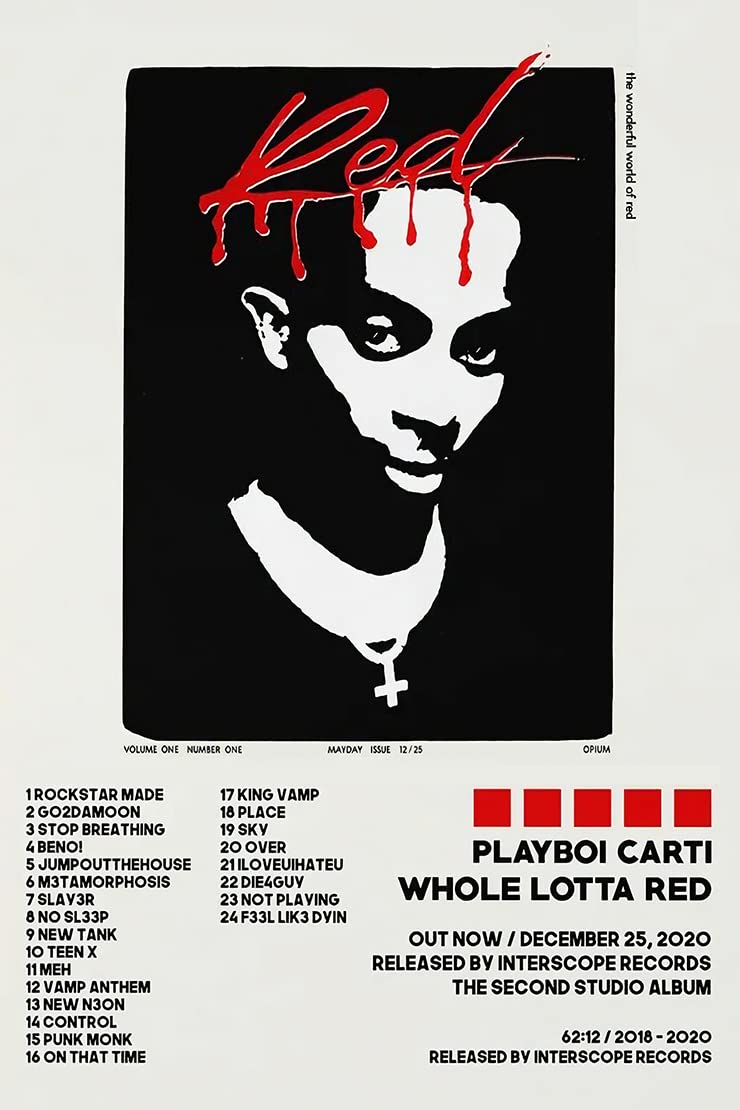 Red
the wonderful world of red
VOLUME ONE NUMBER ONE
MAYDAY ISSUE 12/25
OPIUM
1 ROCKSTAR MADE
2 GO2DAMOON
3 STOP BREATHING
4 BENO!
5 JUMPOUTTHEHOUSE
6 M3TAMORPHOSIS
7 SLAY3R
8 NO SL33P
9 NEW TANK
10 TEEN X
11 MEH
12 VAMP ANTHEM
13 NEW N3ON
14 CONTROL
15 PUNK MONK
16 ON THAT TIME
17 KING VAMP
18 PLACE
19 SKY
20 OVER
21 ILOVEUIHATEU
22 DIE4GUY
23 NOT PLAYING
24 F33L LIK3 DYIN
PLAYBOI CARTI
WHOLE LOTTA RED
OUT NOW / DECEMBER 25, 2020
RELEASED BY INTERSCOPE RECORDS
THE SECOND STUDIO ALBUM
62:12 / 2018 - 2020
RELEASED BY INTERSCOPE RECORDS